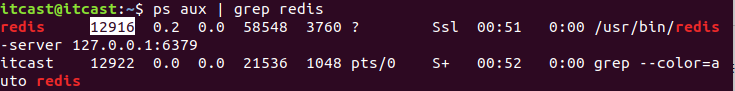 itcast@itcast:~$ ps aux | grep redis
redis     12916  0.2  0.0  58548  3760 ?        Ssl  00:51   0:00 /usr/bin/redis
-server 127.0.0.1:6379
itcast    12922  0.0  0.0  21536  1048 pts/0    S+   00:52   0:00 grep --color=a
uto redis